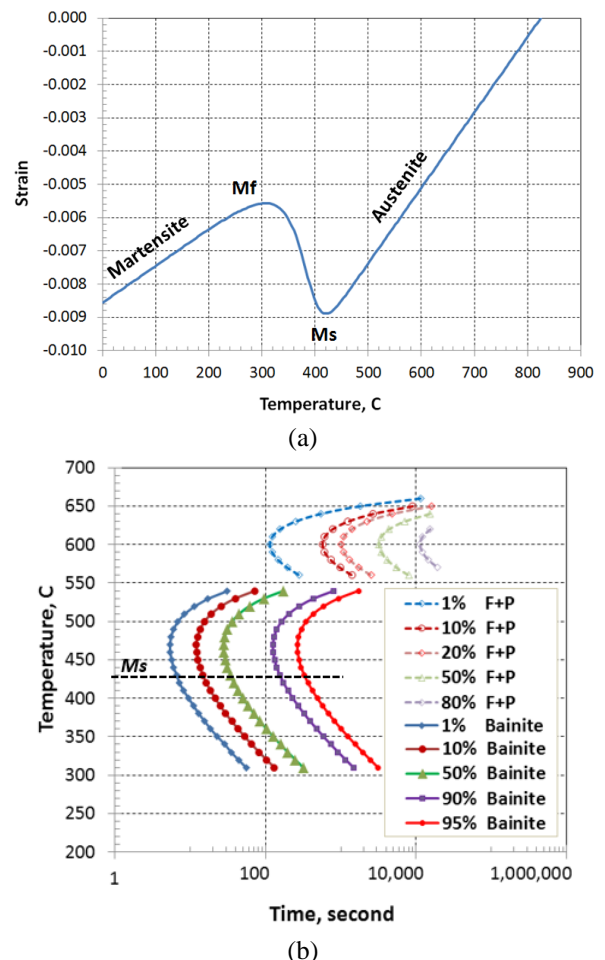 0.000
-0.001
-0.002
-0.003
-0.004
-0.005
-0.006
-0.007
-0.008
-0.009
-0.010
Strain
Martensite
Mf
Ms
Austenite
0 100 200 300 400 500 600 700 800 900
Temperature, C
(a)
700
650
600
550
500
450
400
350
300
250
200
Temperature, C
Ms
1% F+P
10% F+P
20% F+P
50% F+P
80% F+P
1% Bainite
10% Bainite
50% Bainite
90% Bainite
95% Bainite
1 100 10,000 1,000,000
Time, second
(b)